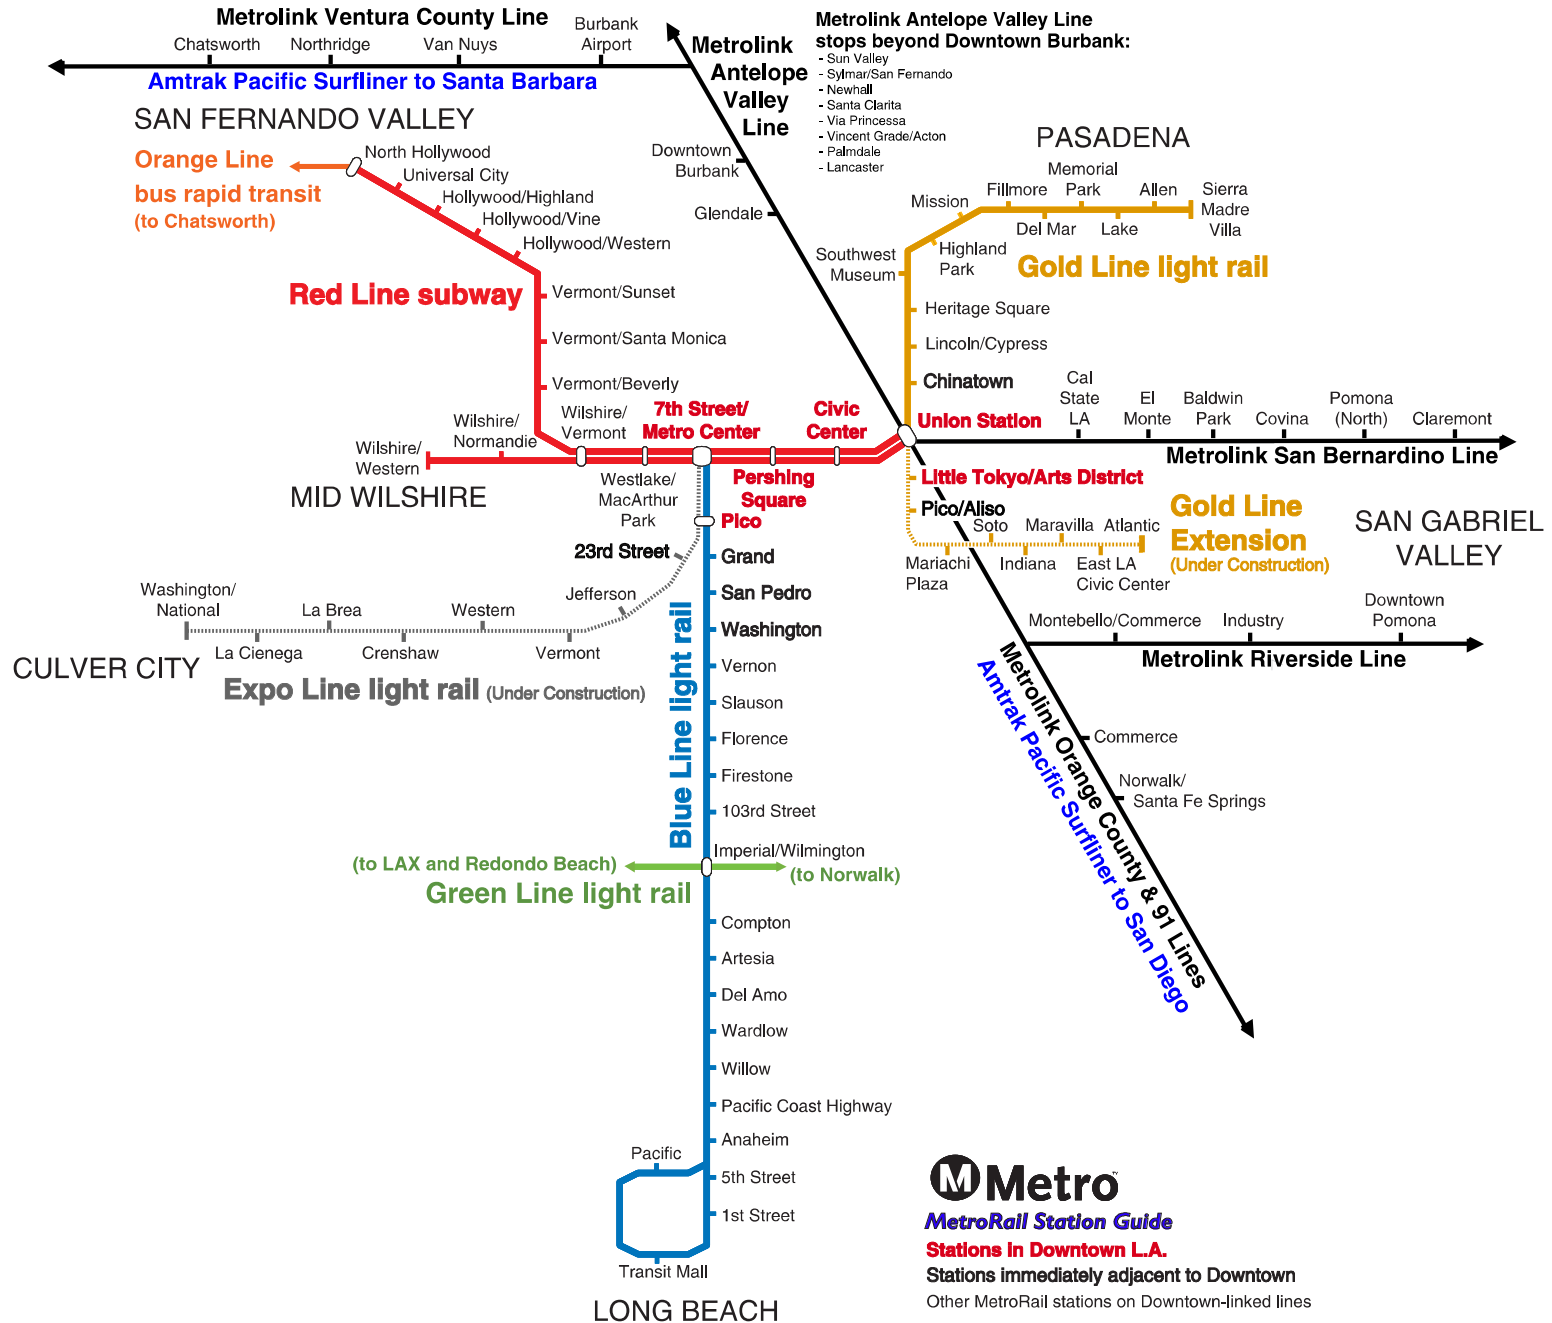 Metrolink Ventura County Line
Chatsworth
Northridge
Van Nuys
Burbank
Airport
Amtrak Pacific Surfliner to Santa Barbara
SAN FERNANDO VALLEY
Metrolink
Antelope
Valley
Line
Metrolink Antelope Valley Line
stops beyond Downtown Burbank:
- Sun Valley
- Sylmar/San Fernando
- Newhall
- Santa Clarita
- Via Princessa
- Vincent Grade/Acton
- Palmdale
- Lancaster
Downtown
Burbank
Glendale
Orange Line
bus rapid transit
(to Chatsworth)
North Hollywood
Universal City
Hollywood/Highland
Hollywood/Vine
Hollywood/Western
Red Line subway
Vermont/Sunset
Vermont/Santa Monica
Vermont/Beverly
Wilshire/
Vermont
Wilshire/
Normandie
Wilshire/
Western
MID WILSHIRE
7th Street/
Metro Center
Civic
Center
Westlake/
MacArthur
Park
Pershing
Square
PASADENA
Mission
Fillmore
Memorial
Park
Allen
Sierra
Madre
Villa
Del Mar
Lake
Highland
Park
Southwest
Museum
Gold Line light rail
Heritage Square
Lincoln/Cypress
Chinatown
Union Station
Cal
State
LA
El
Monte
Baldwin
Park
Covina
Pomona
(North)
Claremont
Metrolink San Bernardino Line
Little Tokyo/Arts District
Pico/Aliso
Soto
Maravilla
Atlantic
Mariachi
Plaza
Indiana
East LA
Civic Center
Gold Line
Extension
(Under Construction)
SAN GABRIEL
VALLEY
Montebello/Commerce
Industry
Downtown
Pomona
Metrolink Riverside Line
Metrolink Orange County & 91 Lines
Amtrak Pacific Surfliner to San Diego
Commerce
Norwalk/
Santa Fe Springs
Pico
23rd Street
Jefferson
Washington/
National
La Brea
Western
La Cienega
Crenshaw
Vermont
CULVER CITY
Expo Line light rail (Under Construction)
Blue Line light rail
Grand
San Pedro
Washington
Vernon
Slauson
Florence
Firestone
103rd Street
Imperial/Wilmington
(to LAX and Redondo Beach)
(to Norwalk)
Green Line light rail
Compton
Artesia
Del Amo
Wardlow
Willow
Pacific Coast Highway
Anaheim
Pacific
5th Street
1st Street
Transit Mall
LONG BEACH
M Metro
MetroRail Station Guide
Stations in Downtown L.A.
Stations immediately adjacent to Downtown
Other MetroRail stations on Downtown-linked lines